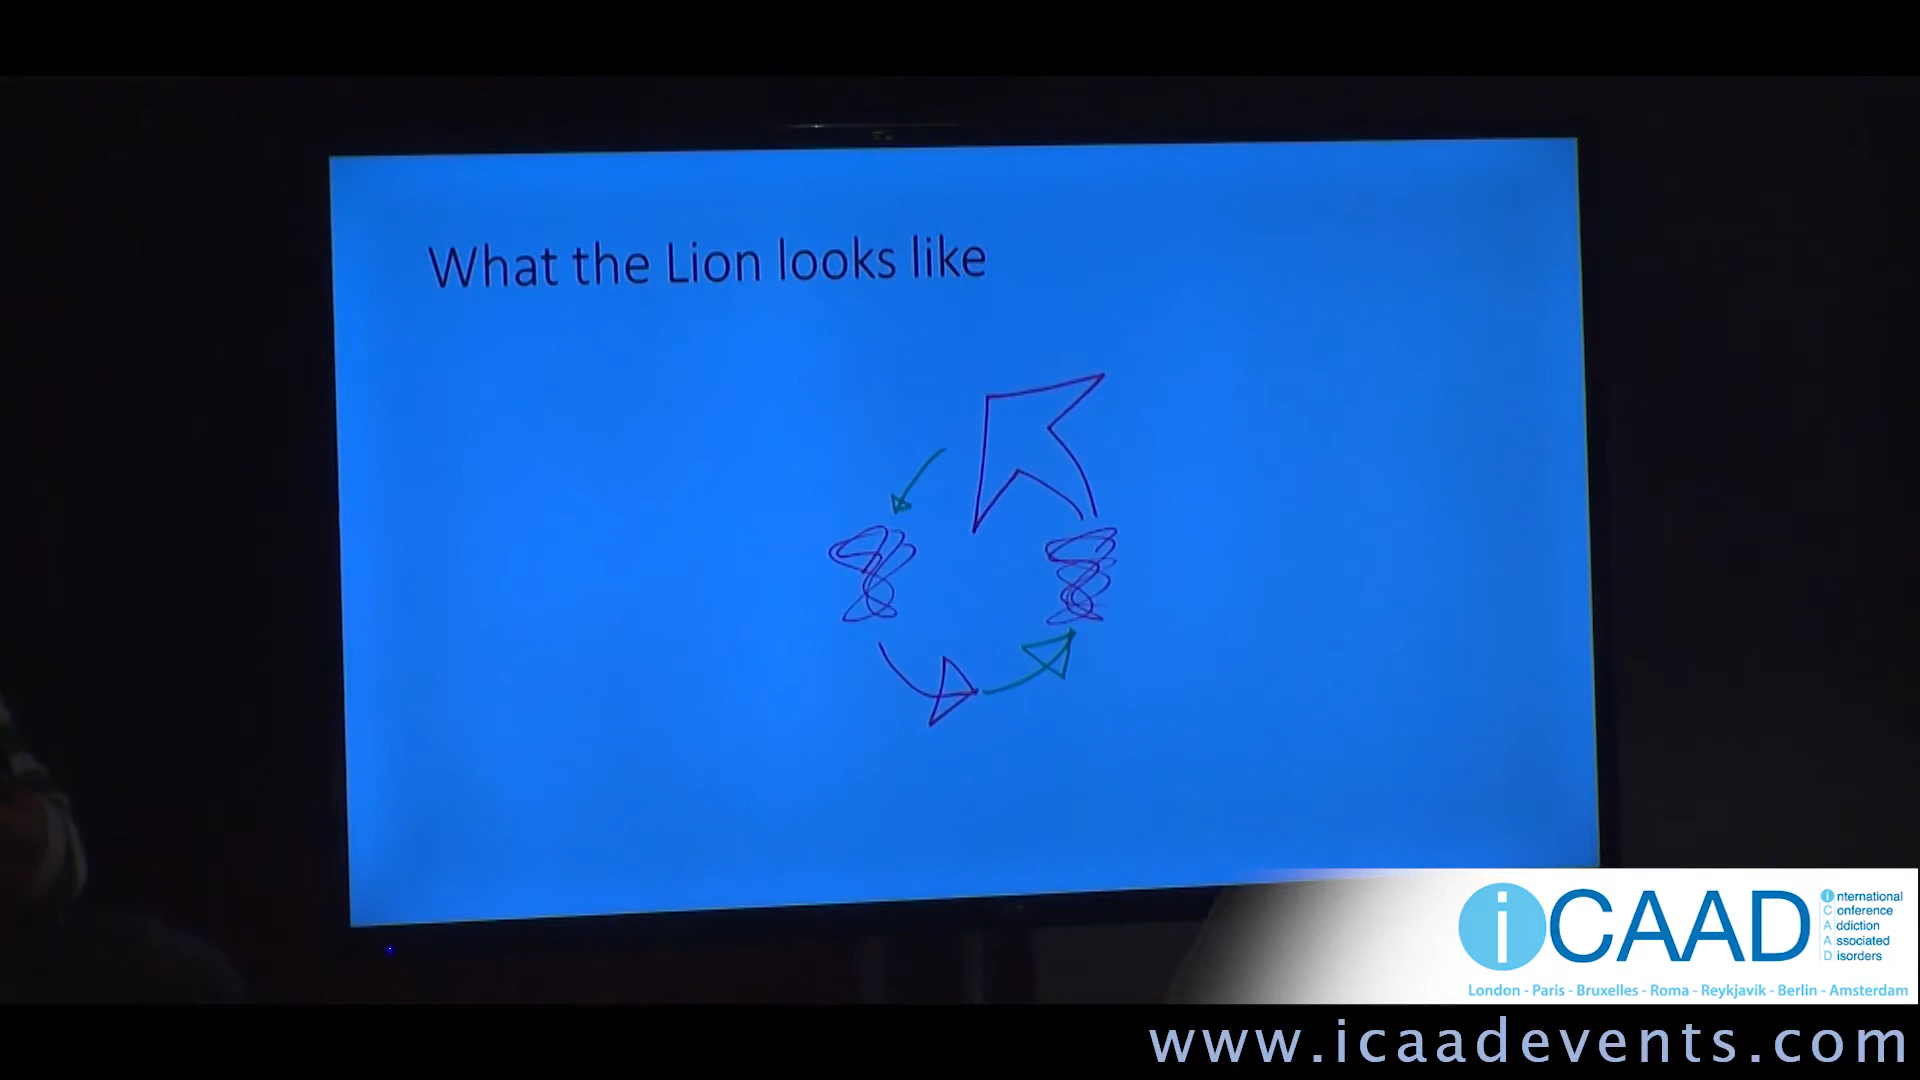 What the Lion looks like
iCAAD
international
Conference
Addiction
Associated
Disorders
London - Paris - Bruxelles - Roma - Reykjavik - Berlin - Amsterdam
www.icaadevents.com